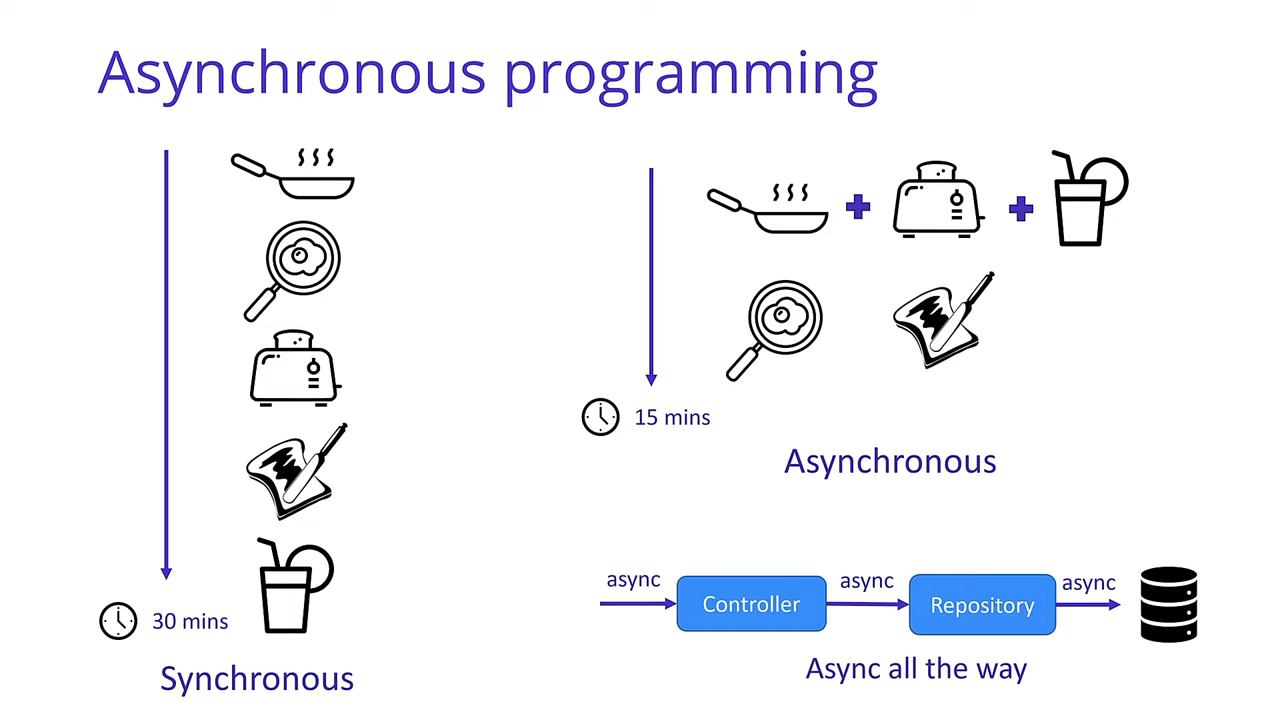 Asynchronous programming
30 mins
Synchronous
15 mins
Asynchronous
async
Controller
async
Repository
async
Async all the way